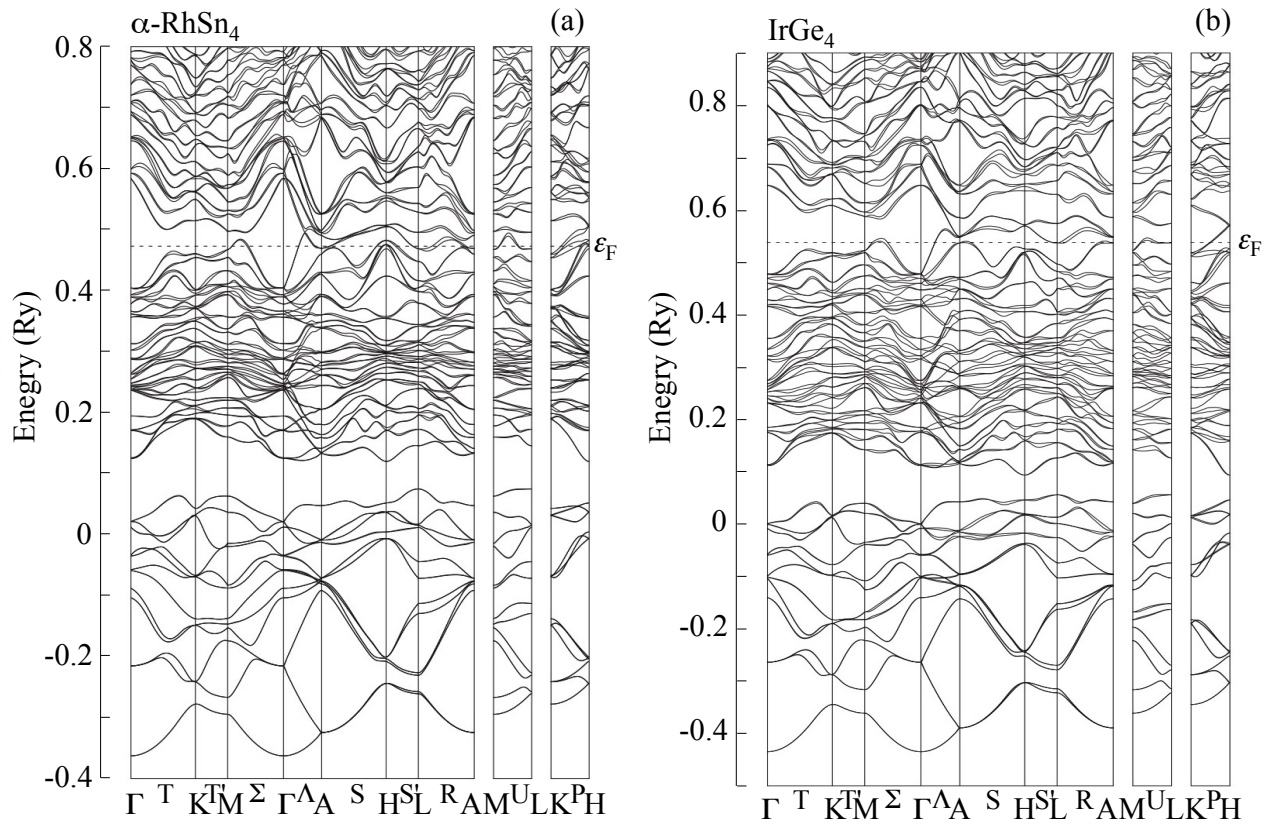 α-RhSn4 (a)
0.8
0.6
0.4
0.2
0
-0.2
-0.4
Enegry (Ry)
εF
Γ T K T' M Σ Γ Λ A S H S' L R A M U L K P H
IrGe4 (b)
0.8
0.6
0.4
0.2
0
-0.2
-0.4
Enegry (Ry)
εF
Γ T K T' M Σ Γ Λ A S H S' L R A M U L K P H